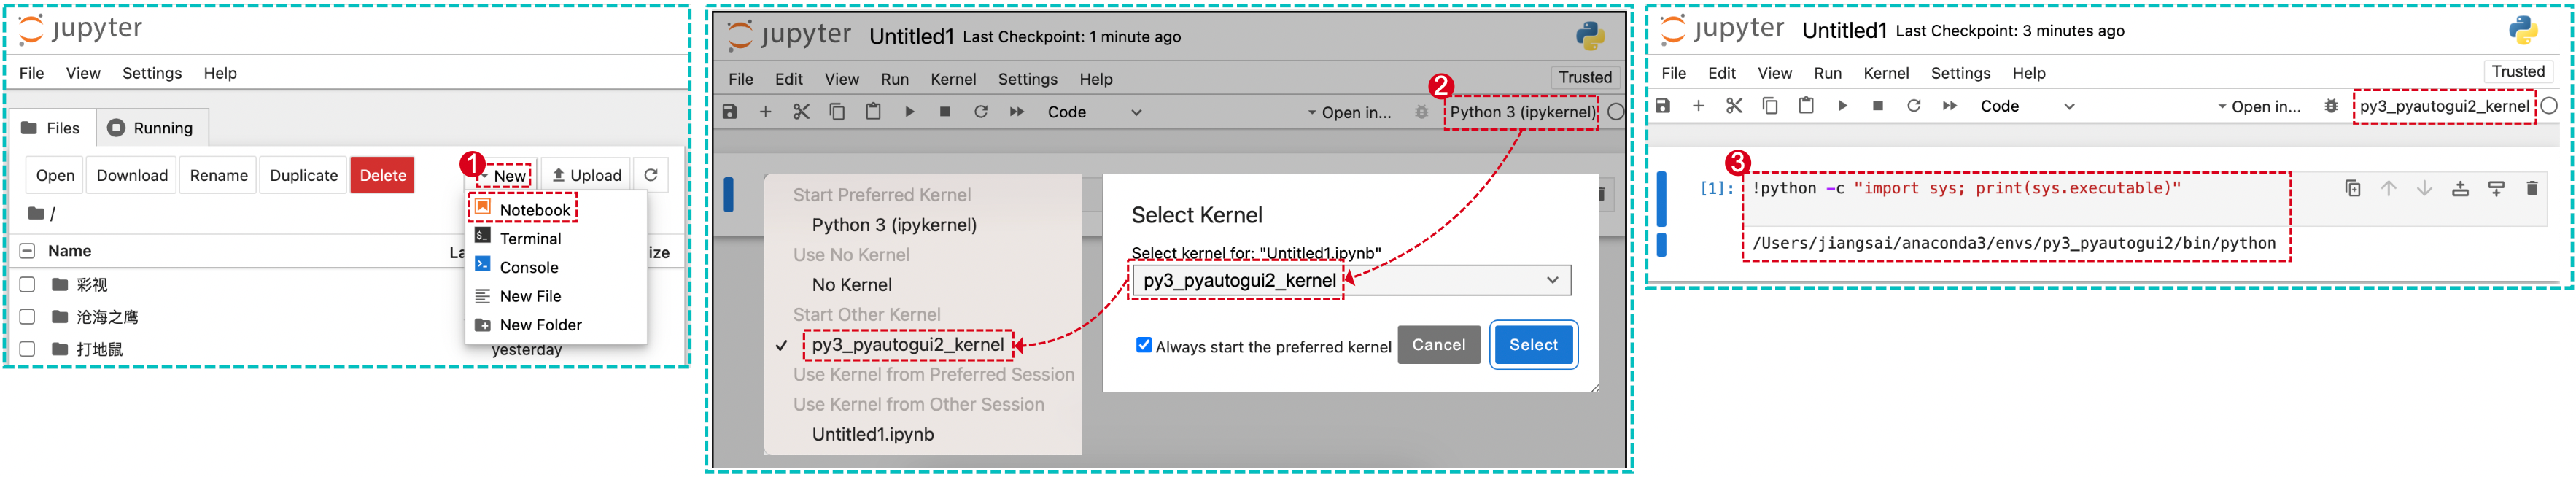 jupyter
File View Settings Help
Files Running
1
Open Download Rename Duplicate Delete New Upload
Notebook
/
Terminal
Name
Console
New File
彩视
New Folder
沧海之鹰
打地鼠
yesterday
jupyter Untitled1 Last Checkpoint: 1 minute ago
File Edit View Run Kernel Settings Help Trusted
2
Code Open in... Python 3 (ipykernel)
Start Preferred Kernel
Python 3 (ipykernel)
Use No Kernel
No Kernel
Start Other Kernel
✓ py3_pyautogui2_kernel
Use Kernel from Preferred Session
Use Kernel from Other Session
Untitled1.ipynb
Select Kernel
Select kernel for: "Untitled1.ipynb"
py3_pyautogui2_kernel
Always start the preferred kernel Cancel Select
jupyter Untitled1 Last Checkpoint: 3 minutes ago
File Edit View Run Kernel Settings Help Trusted
Code Open in... py3_pyautogui2_kernel
3
[1]: !python -c "import sys; print(sys.executable)"
/Users/jiangsai/anaconda3/envs/py3_pyautogui2/bin/python